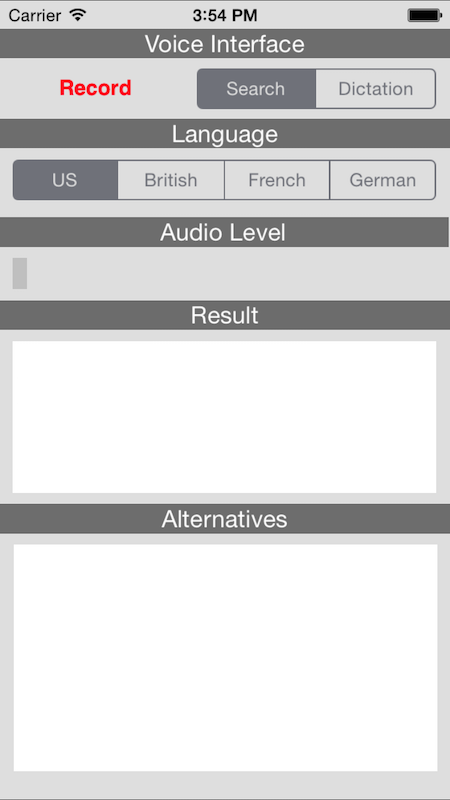 Carrier 3:54 PM
Voice Interface
Record Search Dictation
Language
US British French German
Audio Level
Result
Alternatives